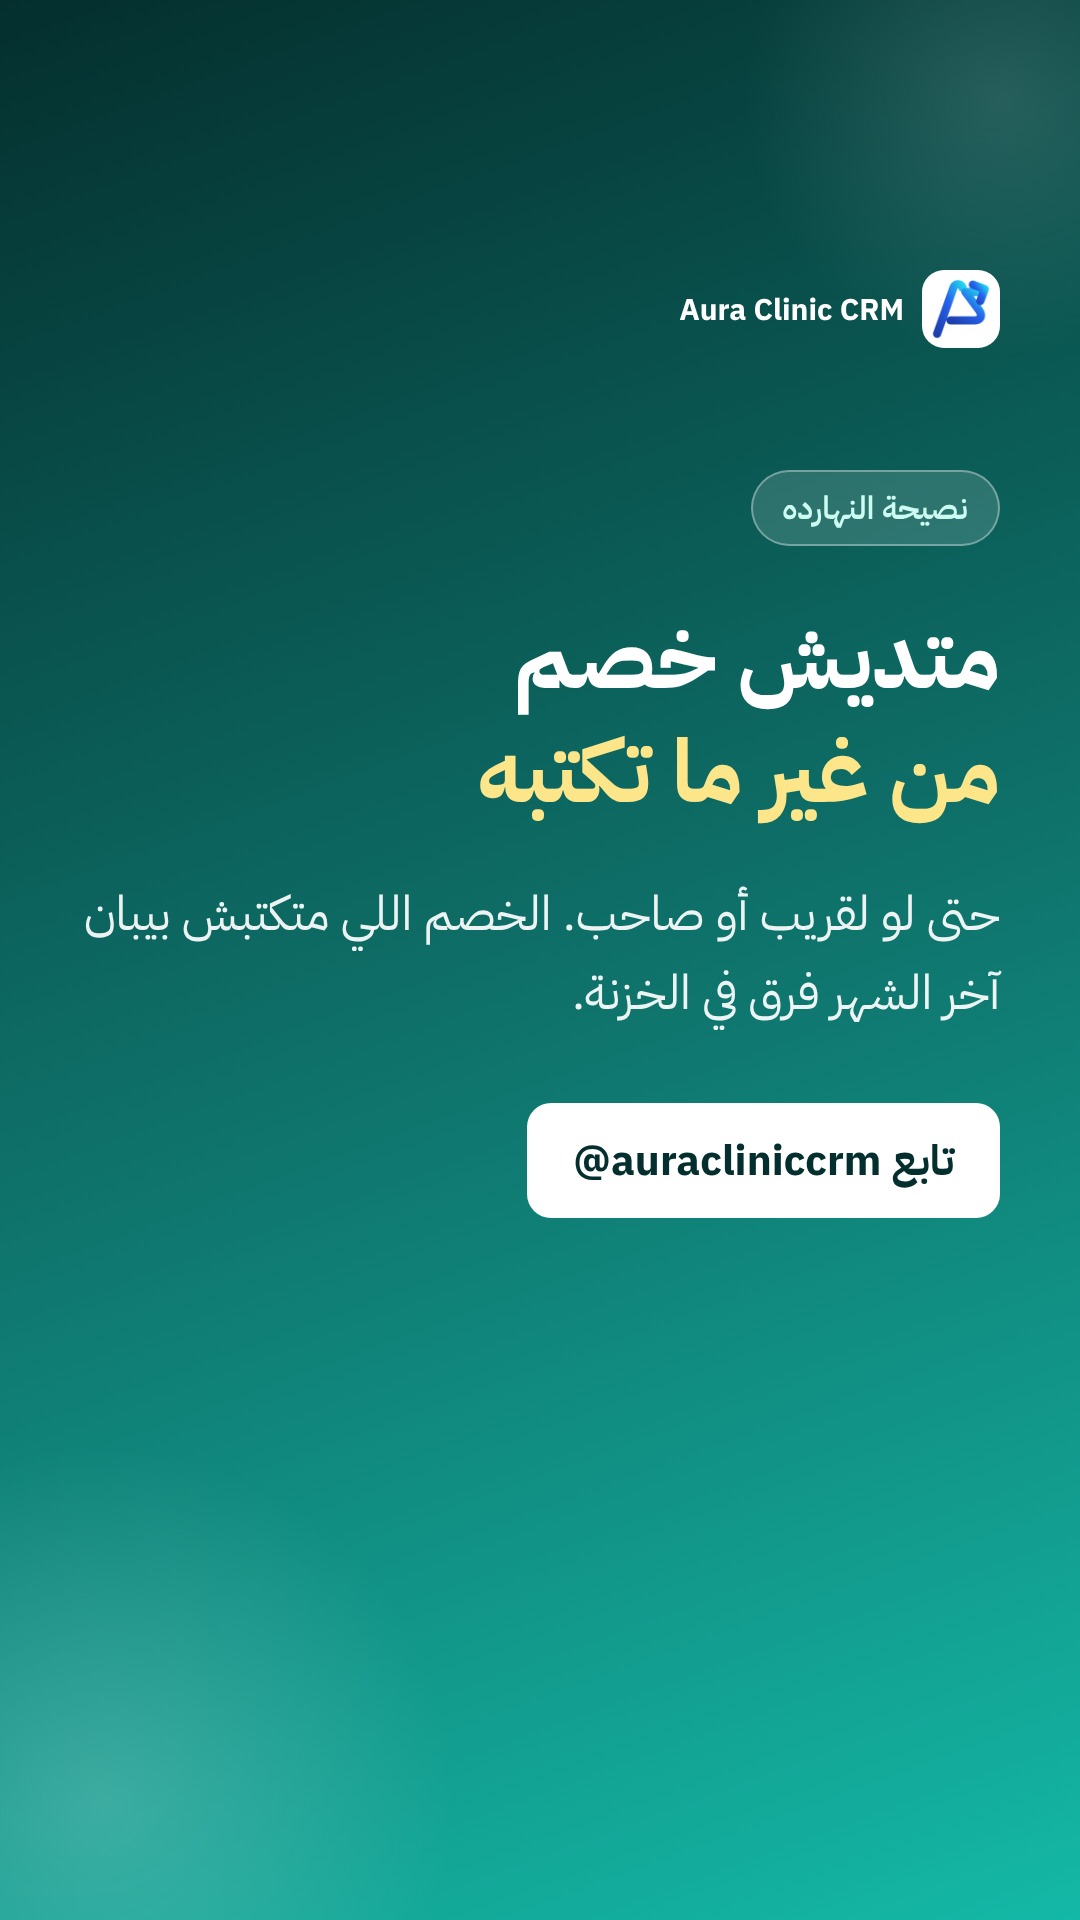 Aura Clinic CRM
نصيحة النهارده
متديش خصم
من غير ما تكتبه
حتى لو لقريب أو صاحب. الخصم اللي متكتبش بيبان
آخر الشهر فرق في الخزنة.
تابع @auracliniccrm